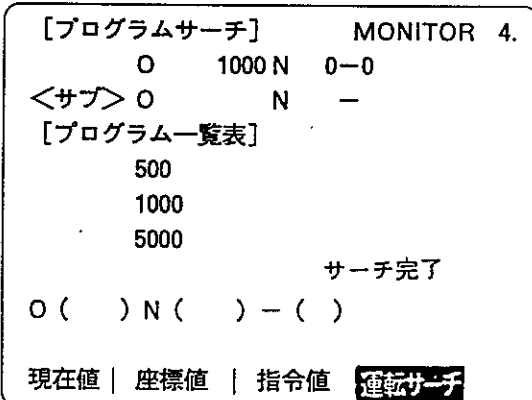 [プログラムサーチ] MONITOR 4.
O 1000 N 0－0
＜サブ＞ O N －
[プログラム一覧表]
500
1000
5000
サーチ完了
O ( ) N ( ) － ( )
現在値 | 座標値 | 指令値 運転サーチ